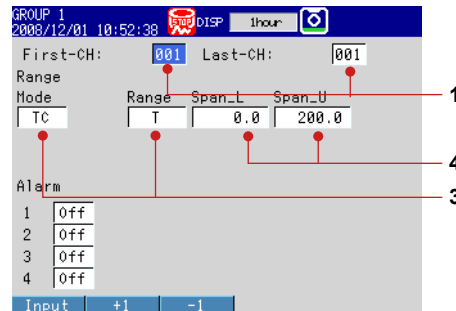 GROUP 1
2008/12/01 10:52:38 STOP DISP 1hour
First-CH: 001 Last-CH: 001
Range
Mode Range Span_L Span_U
TC T 0.0 200.0
Alarm
1 Off
2 Off
3 Off
4 Off
Input +1 -1
1
4
3